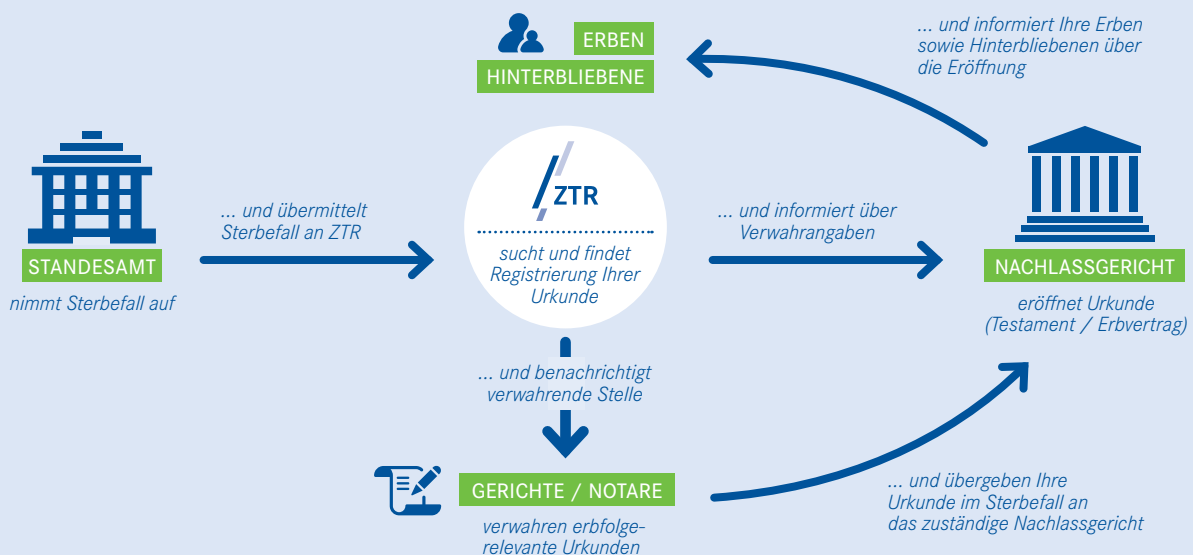 STANDESAMT
nimmt Sterbefall auf
... und übermittelt
Sterbefall an ZTR
ZTR
sucht und findet
Registrierung Ihrer
Urkunde
... und benachrichtigt
verwahrende Stelle
GERICHTE / NOTARE
verwahren erbfolge-
relevante Urkunden
... und informiert über
Verwahrangaben
... und übergeben Ihre
Urkunde im Sterbefall an
das zuständige Nachlassgericht
NACHLASSGERICHT
eröffnet Urkunde
(Testament / Erbvertrag)
... und informiert Ihre Erben
sowie Hinterbliebenen über
die Eröffnung
ERBEN
HINTERBLIEBENE